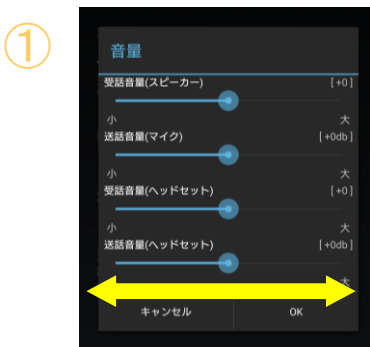 ①
音量
受話音量(スピーカー) [+0]
小 大
送話音量(マイク) [+0db]
小 大
受話音量(ヘッドセット) [+0]
小 大
送話音量(ヘッドセット) [+0db]
大
キャンセル OK